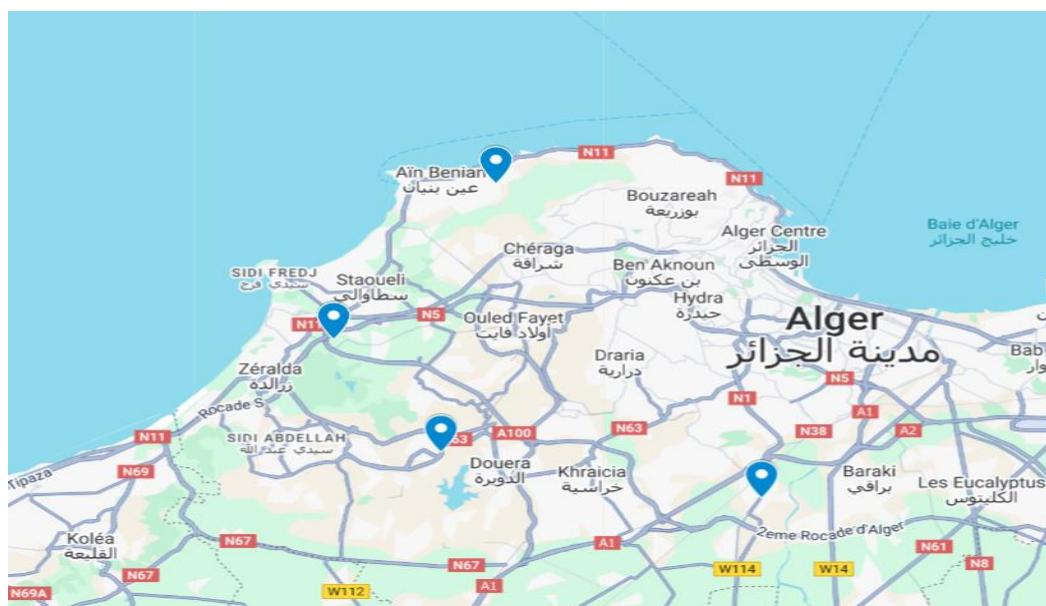 N11
Aïn Benian
عين بنيان
N11
Bouzareah
بوزريعة
Alger Centre
الجزائر
الوسطى
Baie d'Alger
خليج الجزائر
Chéraga
شراقة
Ben Aknoun
بن عكنون
SIDI FREDJ
سيدي فرج
Staoueli
سطاوالي
Hydra
حيدرة
N11
N5
Ouled Fayet
أولاد فايت
Alger
مدينة الجزائر
Draria
درارية
Bab
وار
Zéralda
زرالدة
N5
Rocade S
N1
A1
N11
SIDI ABDELLAH
سيدي عبد الله
N63
A100
N63
N38
A2
Tipaza
N69
Douera
الدويرة
Khraicia
خراسية
Baraki
براقي
Les Eucalyptus
الكليتوس
Koléa
القليعة
N67
A1
2eme Rocade d'Alger
N61
N67
N67
A1
W112
W114
W14
N8
N69A